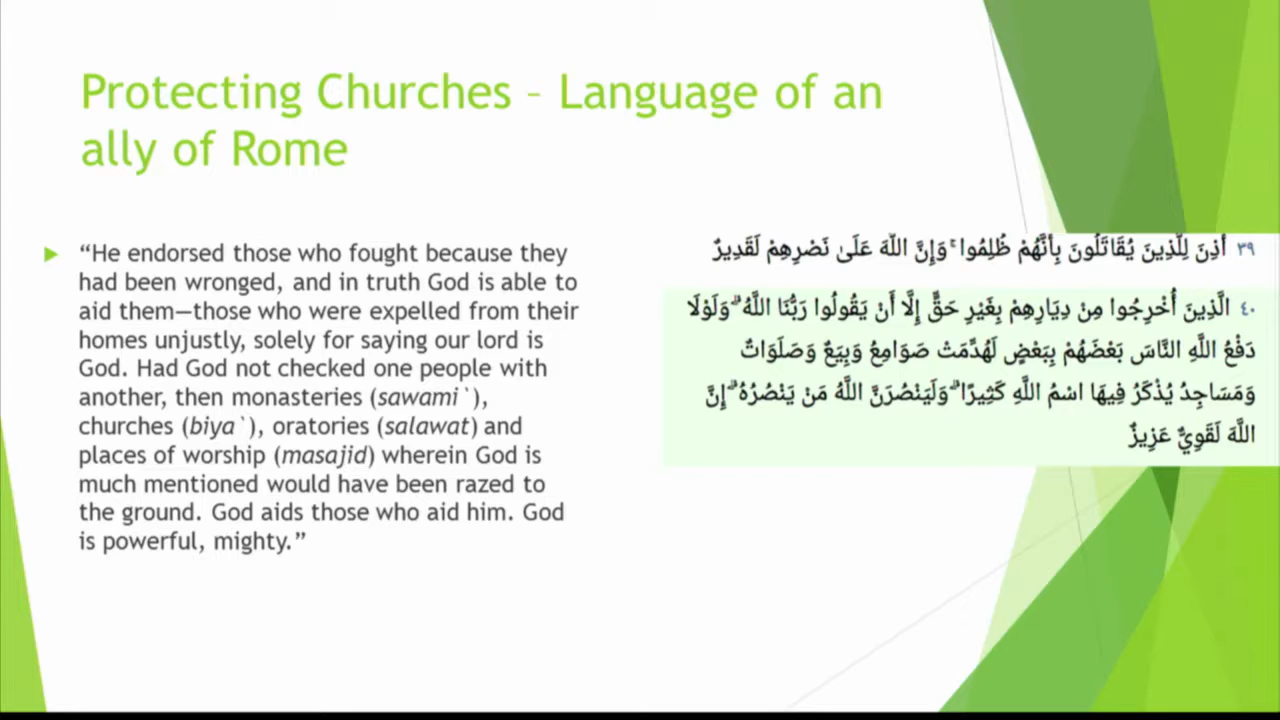 Protecting Churches – Language of an
ally of Rome
“He endorsed those who fought because they
had been wronged, and in truth God is able to
aid them—those who were expelled from their
homes unjustly, solely for saying our lord is
God. Had God not checked one people with
another, then monasteries (sawami`),
churches (biya`), oratories (salawat) and
places of worship (masajid) wherein God is
much mentioned would have been razed to
the ground. God aids those who aid him. God
is powerful, mighty.”
٣٩ أُذِنَ لِلَّذِينَ يُقَاتَلُونَ بِأَنَّهُمْ ظُلِمُوا ۚ وَإِنَّ اللَّهَ عَلَىٰ نَصْرِهِمْ لَقَدِيرٌ
٤٠ الَّذِينَ أُخْرِجُوا مِنْ دِيَارِهِمْ بِغَيْرِ حَقٍّ إِلَّا أَنْ يَقُولُوا رَبُّنَا اللَّهُ ۗ وَلَوْلَا
دَفْعُ اللَّهِ النَّاسَ بَعْضَهُمْ بِبَعْضٍ لَهُدِّمَتْ صَوَامِعُ وَبِيَعٌ وَصَلَوَاتٌ
وَمَسَاجِدُ يُذْكَرُ فِيهَا اسْمُ اللَّهِ كَثِيرًا ۗ وَلَيَنْصُرَنَّ اللَّهُ مَنْ يَنْصُرُهُ ۗ إِنَّ
اللَّهَ لَقَوِيٌّ عَزِيزٌ